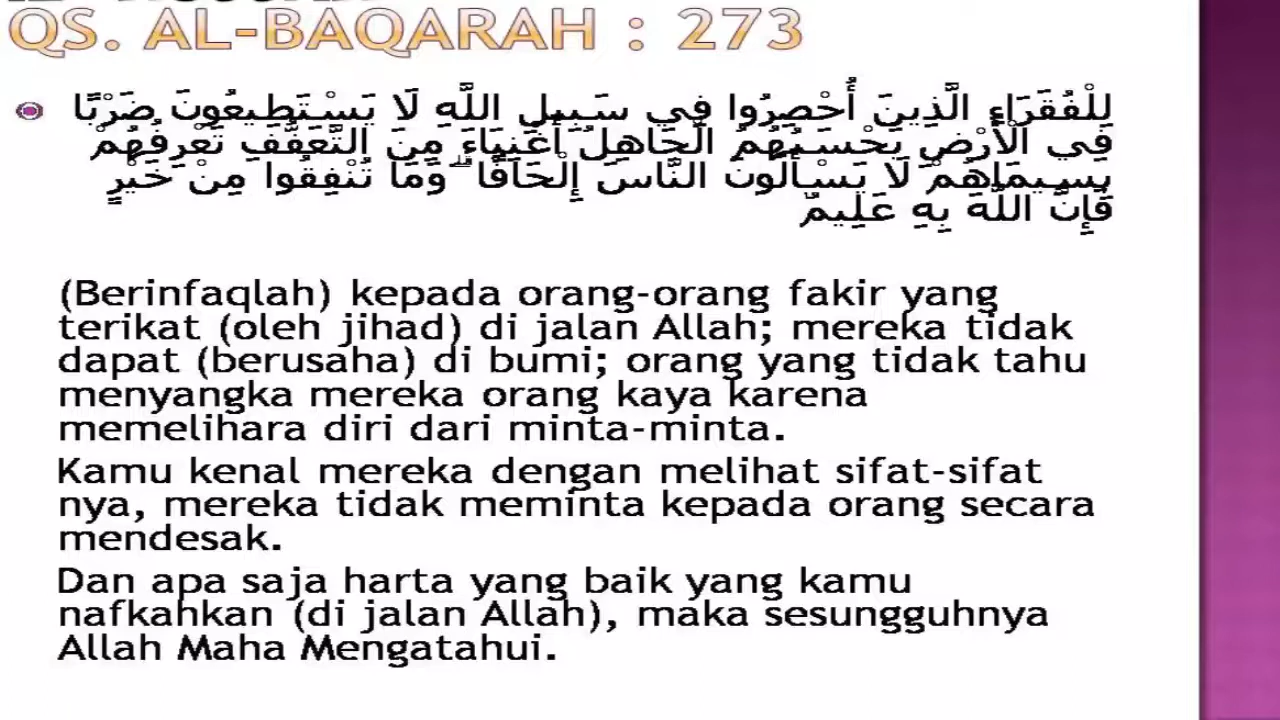 QS. AL-BAQARAH : 273
لِلْفُقَرَاءِ الَّذِينَ أُحْصِرُوا فِي سَبِيلِ اللَّهِ لَا يَسْتَطِيعُونَ ضَرْبًا
فِي الْأَرْضِ يَحْسَبُهُمُ الْجَاهِلُ أَغْنِيَاءَ مِنَ التَّعَفُّفِ تَعْرِفُهُمْ
بِسِيمَاهُمْ لَا يَسْأَلُونَ النَّاسَ إِلْحَافًا ۗ وَمَا تُنْفِقُوا مِنْ خَيْرٍ
فَإِنَّ اللَّهَ بِهِ عَلِيمٌ
(Berinfaqlah) kepada orang-orang fakir yang
terikat (oleh jihad) di jalan Allah; mereka tidak
dapat (berusaha) di bumi; orang yang tidak tahu
menyangka mereka orang kaya karena
memelihara diri dari minta-minta.
Kamu kenal mereka dengan melihat sifat-sifat
nya, mereka tidak meminta kepada orang secara
mendesak.
Dan apa saja harta yang baik yang kamu
nafkahkan (di jalan Allah), maka sesungguhnya
Allah Maha Mengatahui.